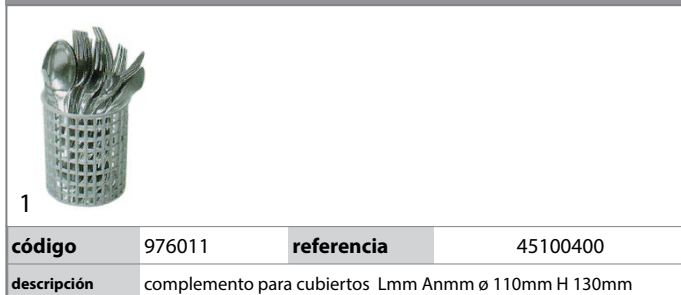 1
código 976011 referencia 45100400
descripción complemento para cubiertos Lmm Anmm ø 110mm H 130mm